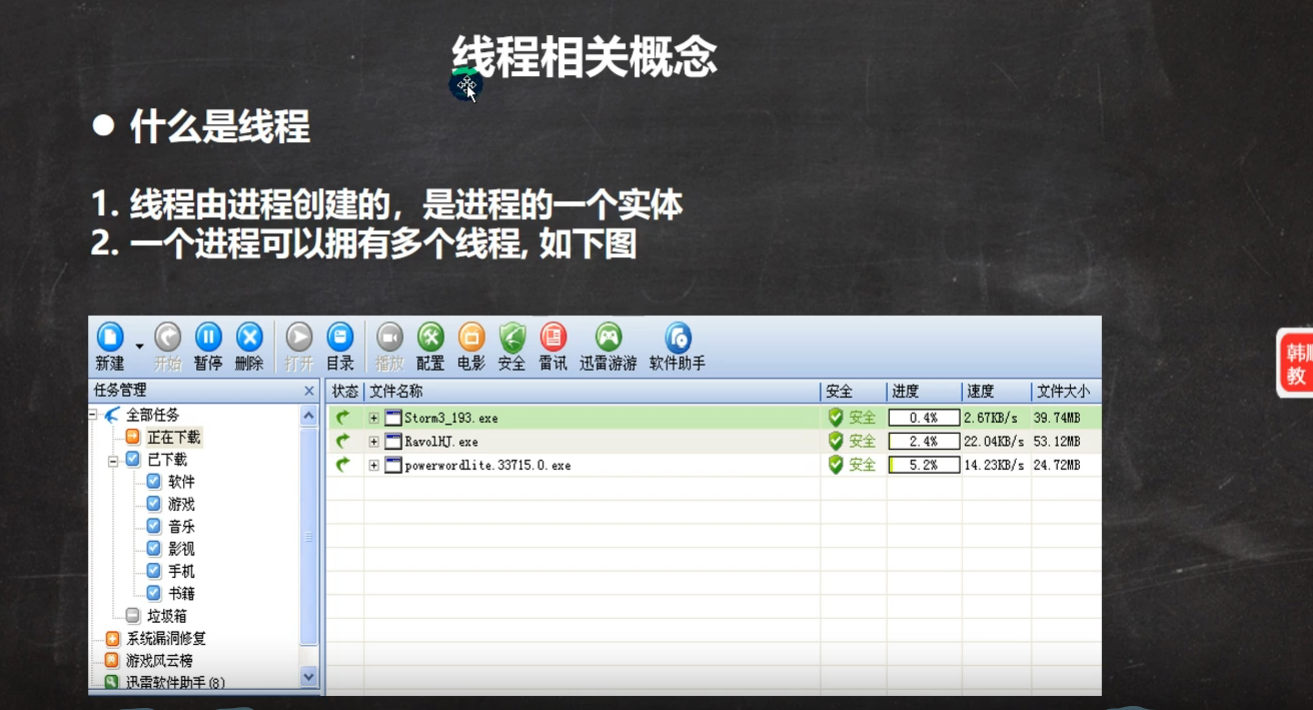 线程相关概念
● 什么是线程
1. 线程由进程创建的，是进程的一个实体
2. 一个进程可以拥有多个线程, 如下图
新建 开始 暂停 删除 打开 目录 播放 配置 电影 安全 雷讯 迅雷游游 软件助手
任务管理 状态 文件名称 安全 进度 速度 文件大小
全部任务 Storm3_193.exe 安全 0.4% 2.67KB/s 39.74MB
正在下载 RavolHJ.exe 安全 2.4% 22.04KB/s 53.12MB
已下载 powerwordlite.33715.0.exe 安全 5.2% 14.23KB/s 24.72MB
软件
游戏
音乐
影视
手机
书籍
垃圾箱
系统漏洞修复
游戏风云榜
迅雷软件助手(8)
韩
教